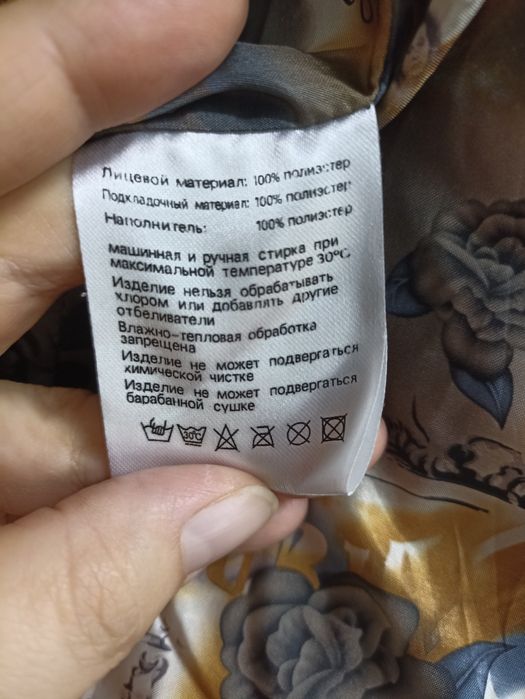 Лицевой материал: 100% полиэстер
Подкладочный материал: 100% полиэстер
Наполнитель: 100% полиэстер
машинная и ручная стирка при
максимальной температуре 30ºC.
Изделие нельзя обрабатывать
хлором или добавлять другие
отбеливатели
Влажно-тепловая обработка
запрещена
Изделие не может подвергаться
химической чистке
Изделие не может подвергаться
барабанной сушке
30°C